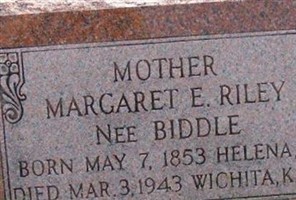 MOTHER
MARGARET E. RILEY
NEE BIDDLE
BORN MAY 7, 1853 HELENA
DIED MAR. 3, 1943 WICHITA, K